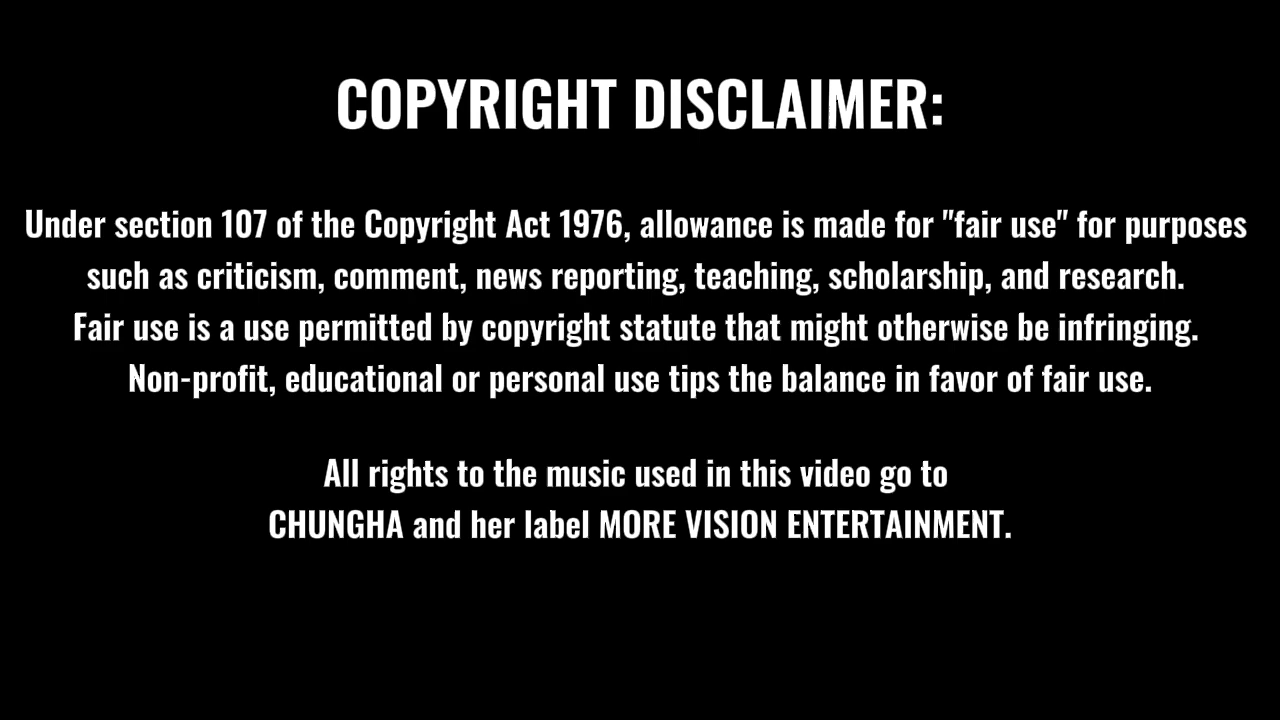 COPYRIGHT DISCLAIMER:
Under section 107 of the Copyright Act 1976, allowance is made for "fair use" for purposes
such as criticism, comment, news reporting, teaching, scholarship, and research.
Fair use is a use permitted by copyright statute that might otherwise be infringing.
Non-profit, educational or personal use tips the balance in favor of fair use.
All rights to the music used in this video go to
CHUNGHA and her label MORE VISION ENTERTAINMENT.